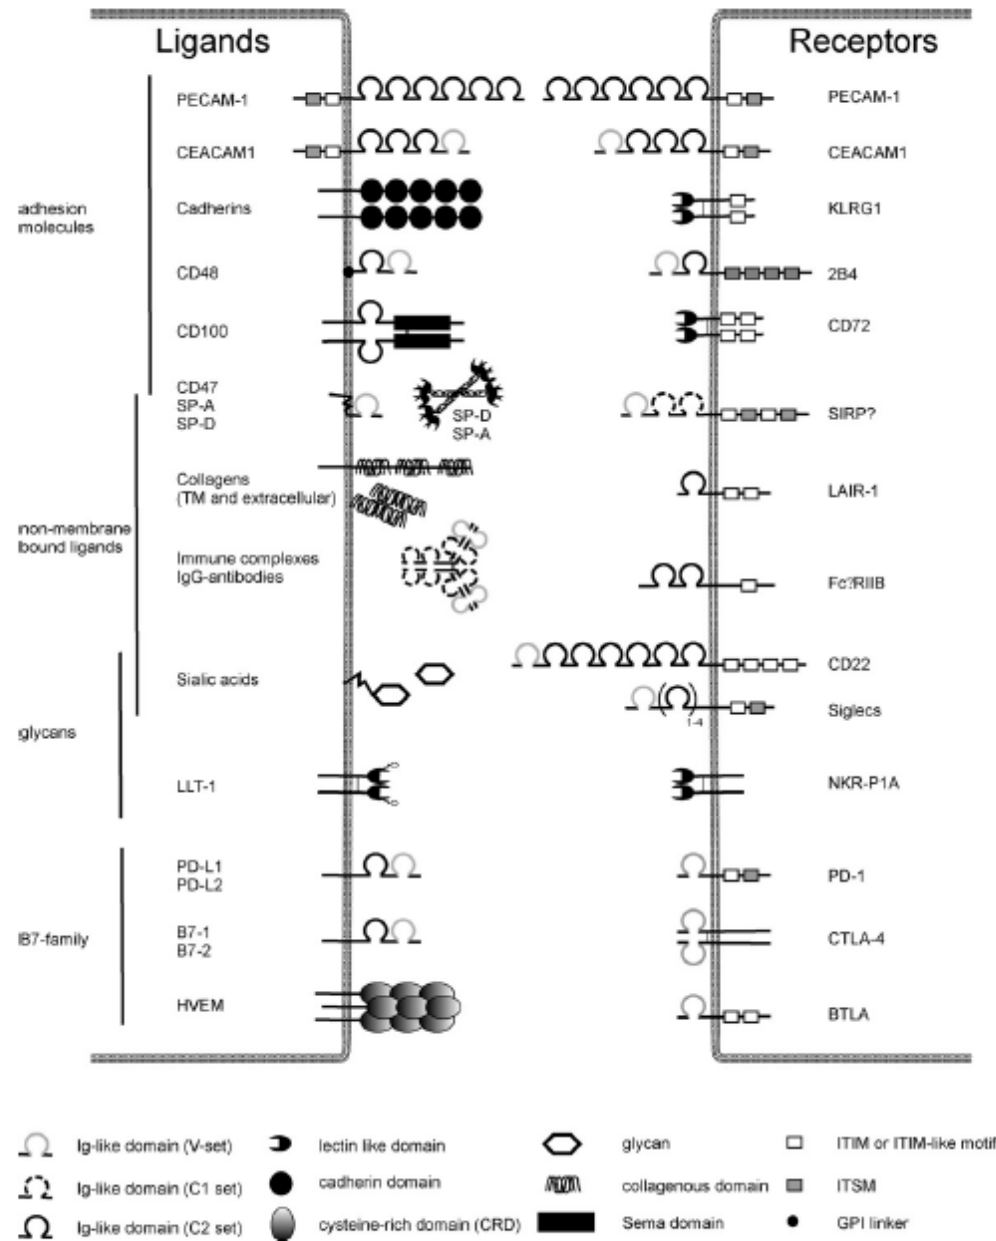 Ligands
Receptors
PECAM-1
PECAM-1
CEACAM1
CEACAM1
adhesion
molecules
Cadherins
KLRG1
CD48
2B4
CD100
CD72
CD47
SP-A
SP-D
SP-D
SP-A
SIRP?
Collagens
(TM and extracellular)
LAIR-1
non-membrane
bound ligands
Immune complexes
IgG-antibodies
Fc?RIIB
CD22
Sialic acids
Siglecs
1-4
glycans
LLT-1
NKR-P1A
PD-L1
PD-L2
PD-1
B7-family
B7-1
B7-2
CTLA-4
HVEM
BTLA
Ig-like domain (V-set)
lectin like domain
glycan
ITIM or ITIM-like motif
Ig-like domain (C1 set)
cadherin domain
collagenous domain
ITSM
Ig-like domain (C2 set)
cysteine-rich domain (CRD)
Sema domain
GPI linker